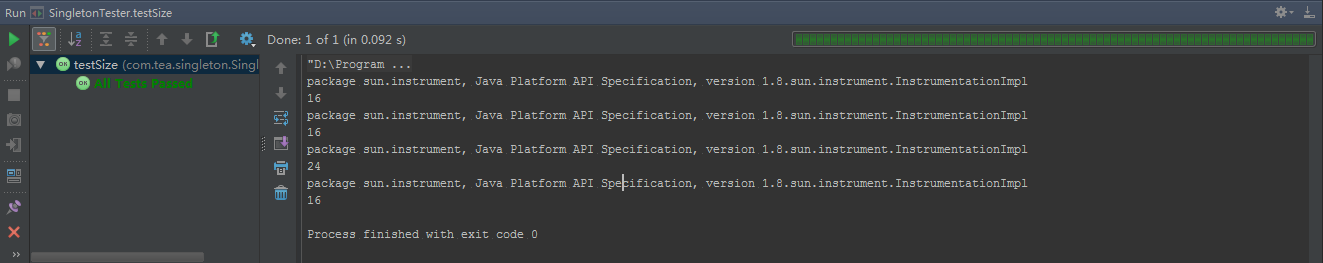 Run SingletonTester.testSize
Done: 1 of 1 (in 0.092 s)
testSize (com.tea.singleton.Singl
All Tests Passed
"D:\Program ...
package sun.instrument, Java Platform API Specification, version 1.8.sun.instrument.InstrumentationImpl
16
package sun.instrument, Java Platform API Specification, version 1.8.sun.instrument.InstrumentationImpl
16
package sun.instrument, Java Platform API Specification, version 1.8.sun.instrument.InstrumentationImpl
24
package sun.instrument, Java Platform API Specification, version 1.8.sun.instrument.InstrumentationImpl
16
Process finished with exit code 0